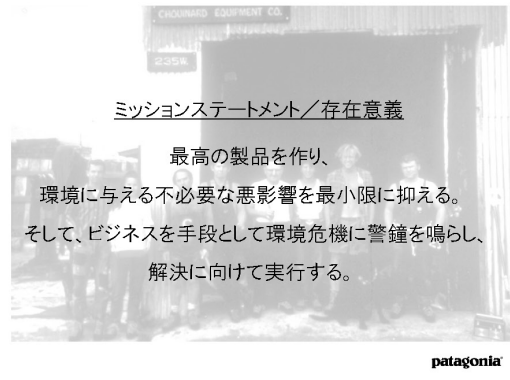 CHOUINARD EQUIPMENT CO.
235W.
ミッションステートメント／存在意義
最高の製品を作り、
環境に与える不必要な悪影響を最小限に抑える。
そして、ビジネスを手段として環境危機に警鐘を鳴らし、
解決に向けて実行する。
patagonia®